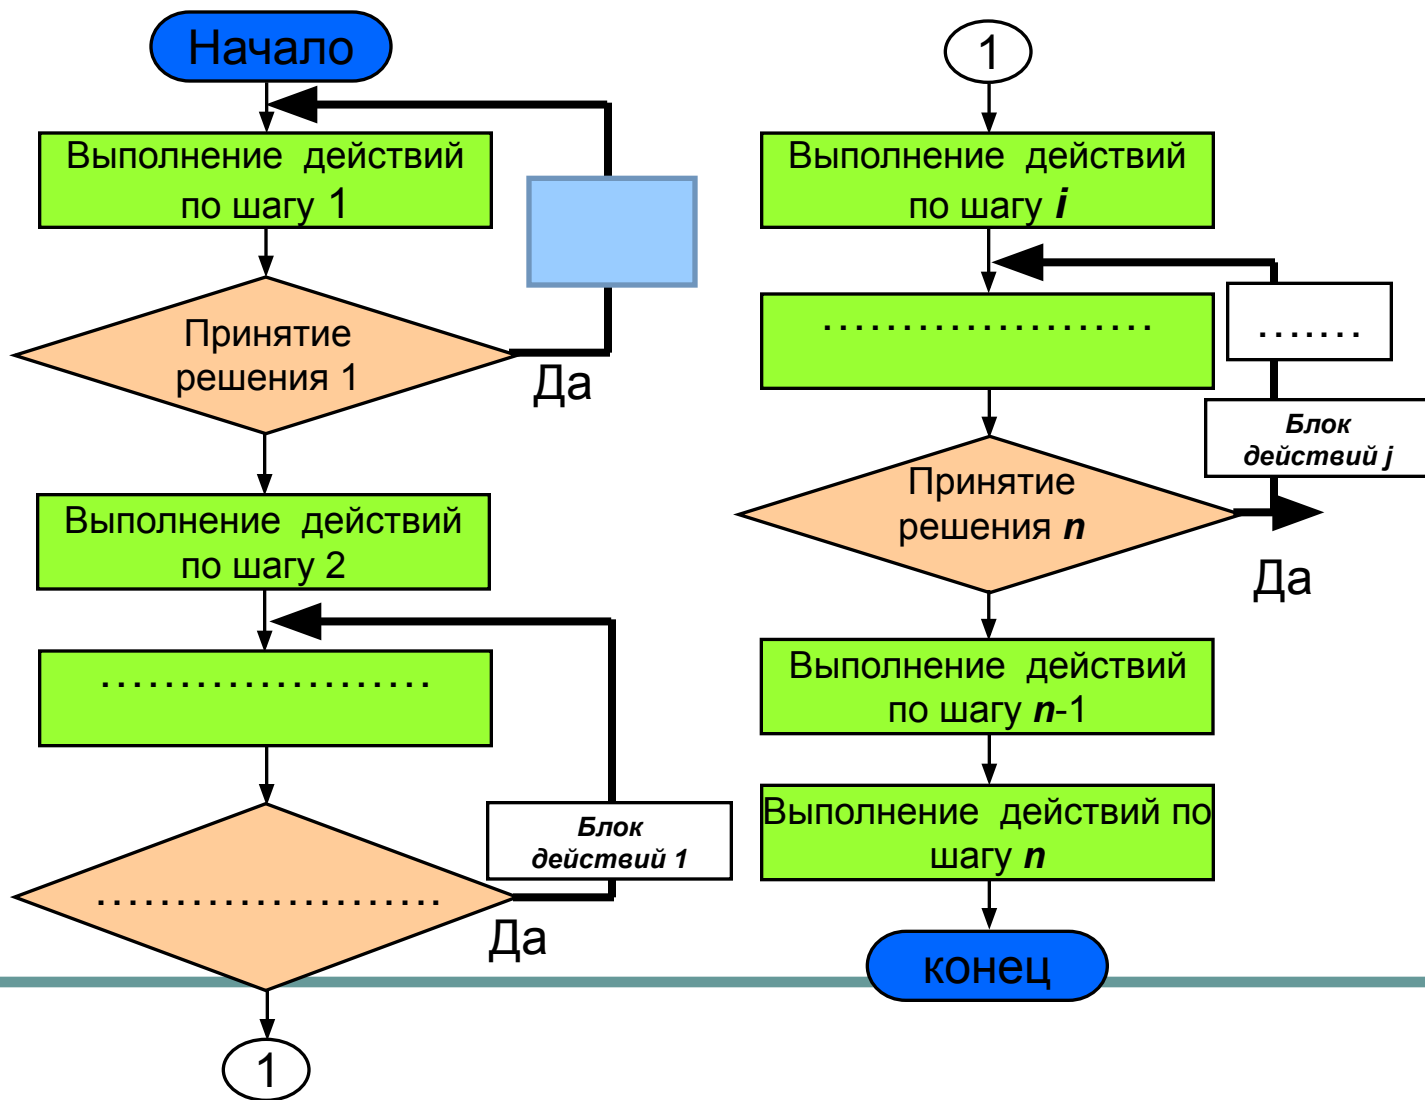 Начало
Выполнение действий
по шагу 1
Принятие
решения 1
Да
Выполнение действий
по шагу 2
.....................
Блок
действий 1
......................
Да
1
1
Выполнение действий
по шагу i
.....................
.......
Блок
действий j
Принятие
решения n
Да
Выполнение действий
по шагу n-1
Выполнение действий по
шагу n
конец